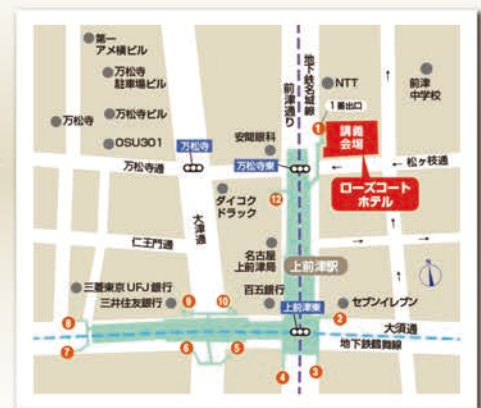 第一
アメ横ビル
万松寺
駐車場ビル
万松寺ビル
万松寺
OSU301
万松寺
万松寺通
大津通
前津通り
地下鉄名城線
NTT
1番出口
1
前津
中学校
講義
会場
安間眼科
万松寺東
松ヶ枝通
ローズコート
ホテル
12
ダイコク
ドラック
仁王門通
名古屋
上前津局
上前津駅
三菱東京UFJ銀行
三井住友銀行
9
10
百五銀行
上前津東
セブンイレブン
2
8
大須通
地下鉄鶴舞線
7
6
5
4
3